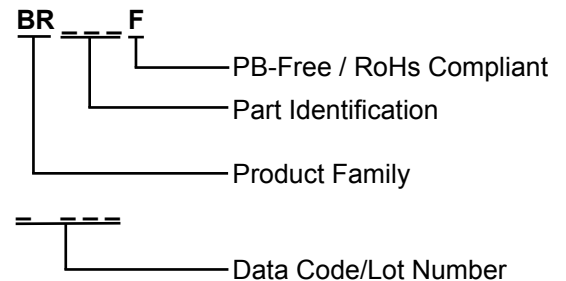 BR _ _ _ F
PB-Free / RoHs Compliant
Part Identification
Product Family
_ _ _ _
Data Code/Lot Number